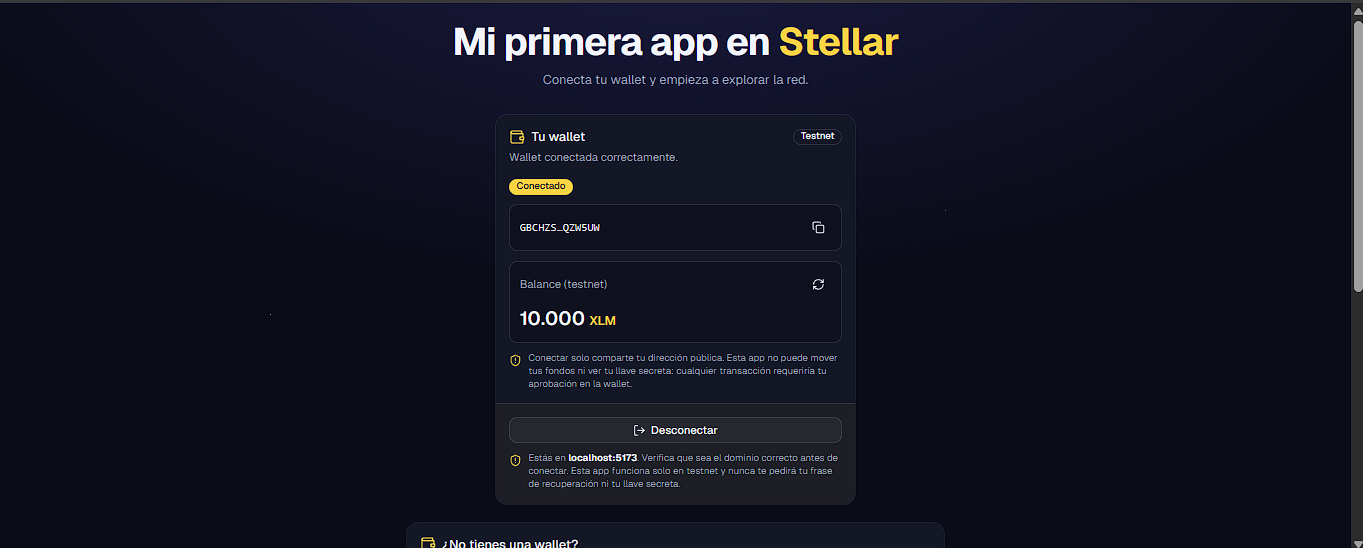 Mi primera app en Stellar
Conecta tu wallet y empieza a explorar la red.
Tu wallet
Testnet
Wallet conectada correctamente.
Conectado
GBCHZS…QZW5UW
Balance (testnet)
10.000 XLM
Conectar solo comparte tu dirección pública. Esta app no puede mover
tus fondos ni ver tu llave secreta: cualquier transacción requeriría tu
aprobación en la wallet.
Desconectar
Estás en localhost:5173. Verifica que sea el dominio correcto antes de
conectar. Esta app funciona solo en testnet y nunca te pedirá tu frase
de recuperación ni tu llave secreta.
¿No tienes una wallet?